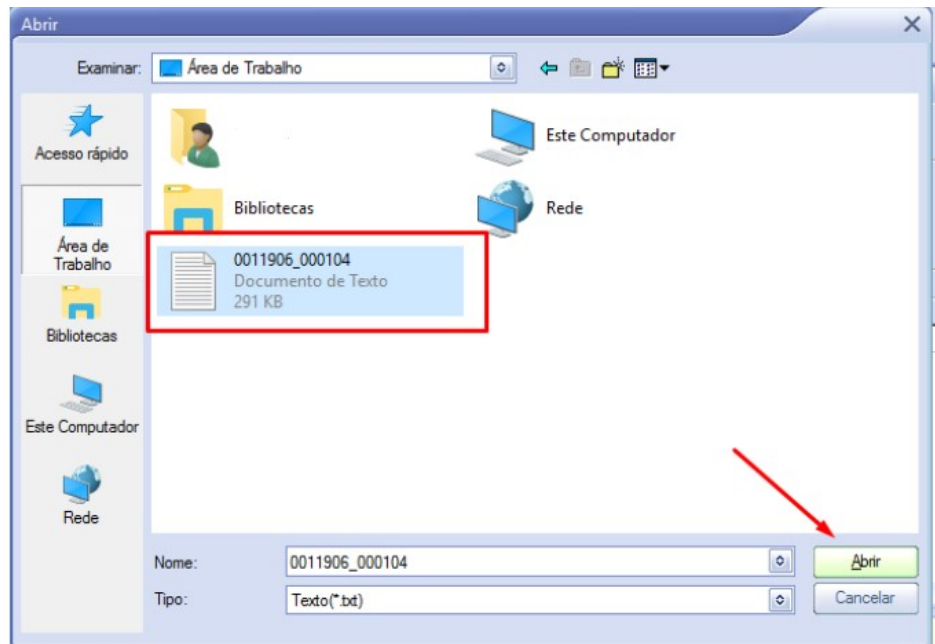 Abrir
Examinar:
Área de Trabalho
Acesso rápido
Este Computador
Bibliotecas
Rede
Área de
Trabalho
0011906_000104
Documento de Texto
291 KB
Bibliotecas
Este Computador
Rede
Nome:
0011906_000104
Abrir
Tipo:
Texto(*.txt)
Cancelar